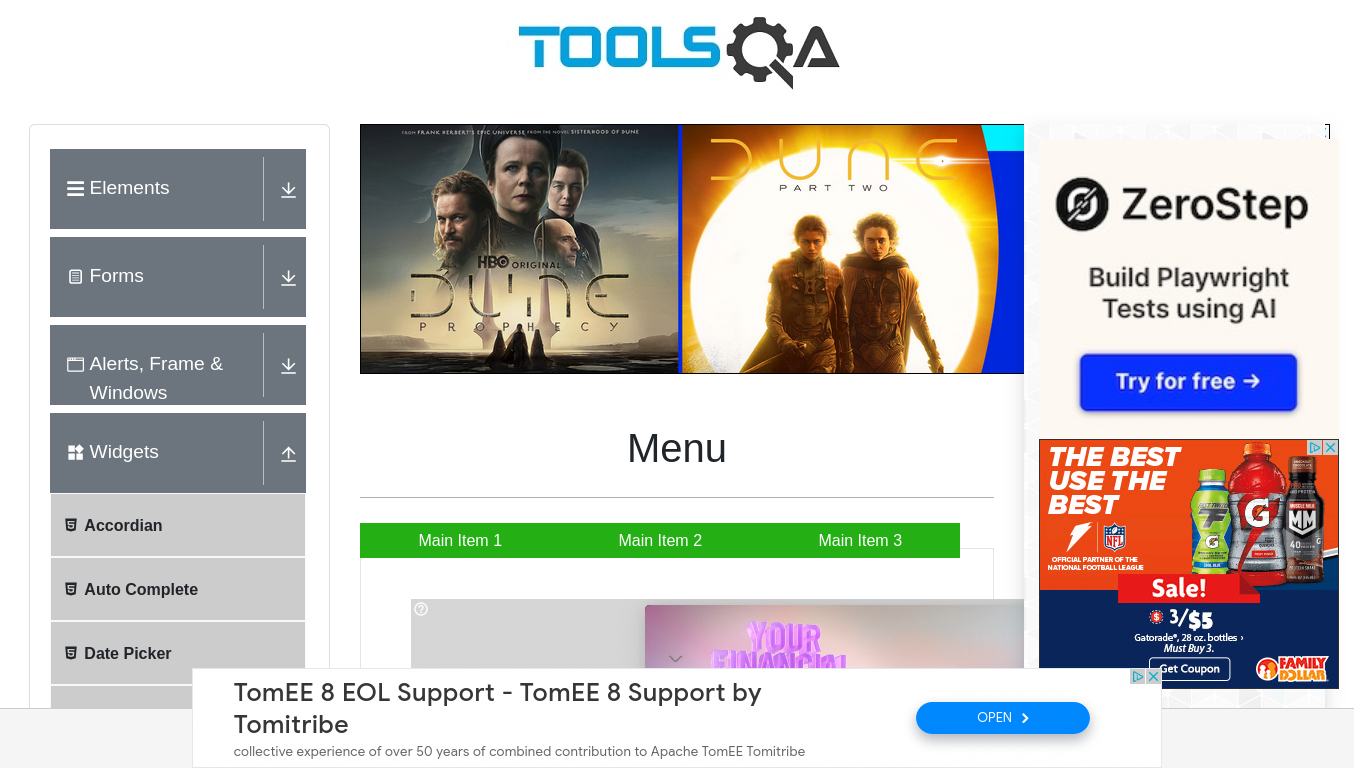 TOOLSQA
Elements
Forms
Alerts, Frame &
Windows
Widgets
Accordian
Auto Complete
Date Picker
FROM FRANK HERBERT'S EPIC UNIVERSE FROM THE NOVEL SISTERHOOD OF DUNE
HBO ORIGINAL
DUNE
PROPHECY
DUNE
PART TWO
Menu
Main Item 1
Main Item 2
Main Item 3
YOUR
FINANCIAL
ZeroStep
Build Playwright
Tests using AI
Try for free →
THE BEST
USE THE
BEST
NFL
OFFICIAL PARTNER OF THE
NATIONAL FOOTBALL LEAGUE
G
G
MUSCLE MILK
MM
40
Sale!
$ 3/$5
Gatorade®, 28 oz. bottles ›
Must Buy 3.
Get Coupon
FAMILY
DOLLAR
TomEE 8 EOL Support - TomEE 8 Support by
Tomitribe
collective experience of over 50 years of combined contribution to Apache TomEE Tomitribe
OPEN